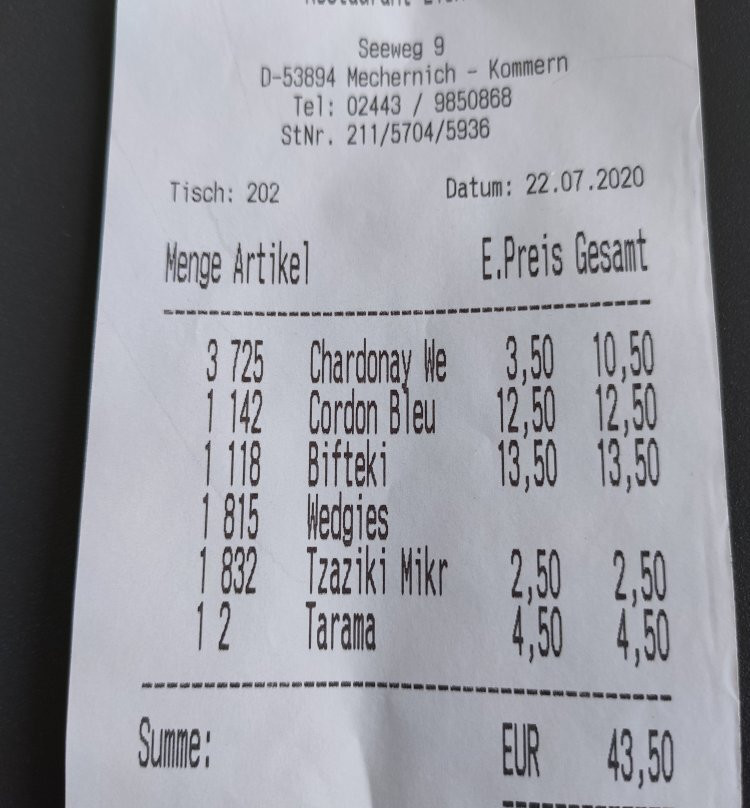 Restaurant
Seeweg 9
D-53894 Mechernich - Kommern
Tel: 02443 / 9850868
StNr. 211/5704/5936
Tisch: 202 Datum: 22.07.2020
Menge Artikel E.Preis Gesamt
3 725 Chardonay We 3,50 10,50
1 142 Cordon Bleu 12,50 12,50
1 118 Bifteki 13,50 13,50
1 815 Wedgies
1 832 Tzaziki Mikr 2,50 2,50
1 2 Tarama 4,50 4,50
Summe: EUR 43,50